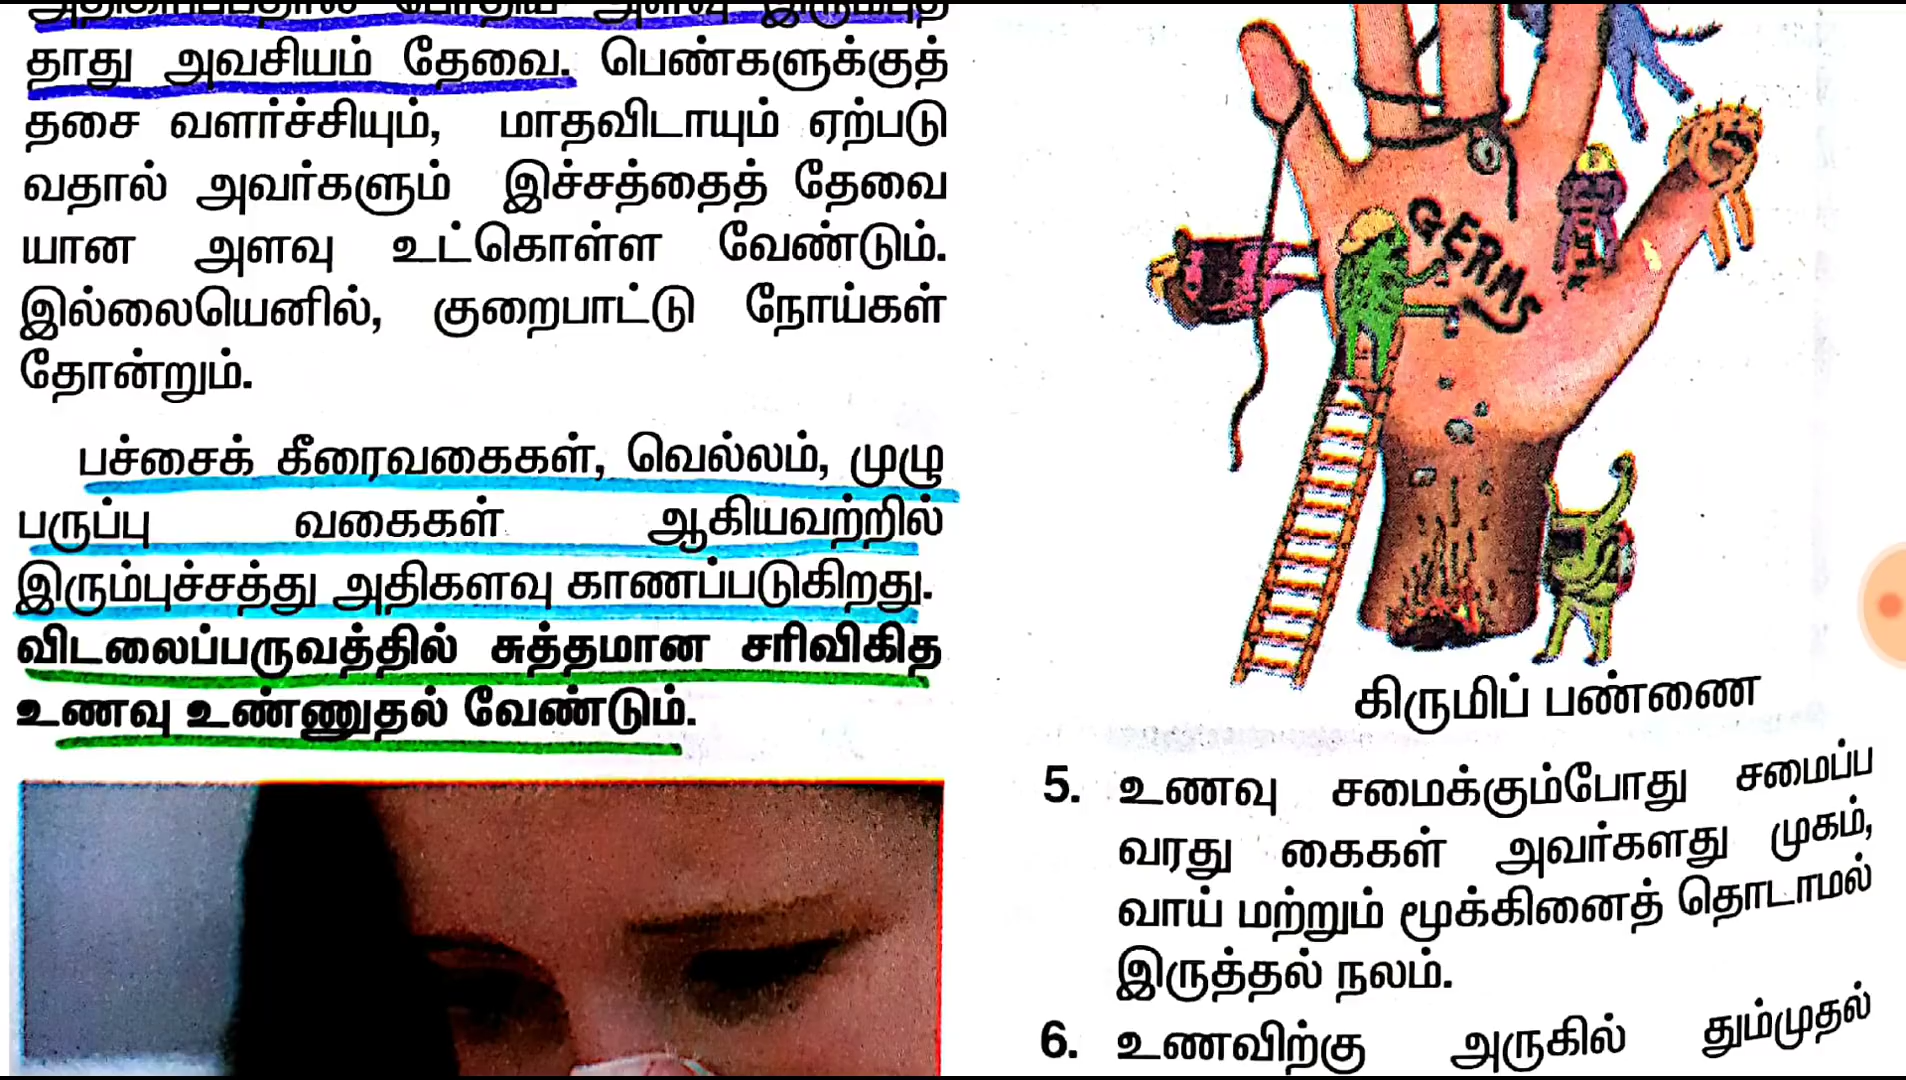 தாது அவசியம் தேவை. பெண்களுக்குத்
தசை வளர்ச்சியும், மாதவிடாயும் ஏற்படு
வதால் அவர்களும் இச்சத்தைத் தேவை
யான அளவு உட்கொள்ள வேண்டும்.
இல்லையெனில், குறைபாட்டு நோய்கள்
தோன்றும்.
பச்சைக் கீரைவகைகள், வெல்லம், முழு
பருப்பு வகைகள் ஆகியவற்றில்
இரும்புச்சத்து அதிகளவு காணப்படுகிறது.
விடலைப்பருவத்தில் சுத்தமான சரிவிகித
உணவு உண்ணுதல் வேண்டும்.
GERMS
கிருமிப் பண்ணை
5. உணவு சமைக்கும்போது சமைப்ப
வரது கைகள் அவர்களது முகம்,
வாய் மற்றும் மூக்கினைத் தொடாமல்
இருத்தல் நலம்.
6. உணவிற்கு அருகில் தும்முதல்